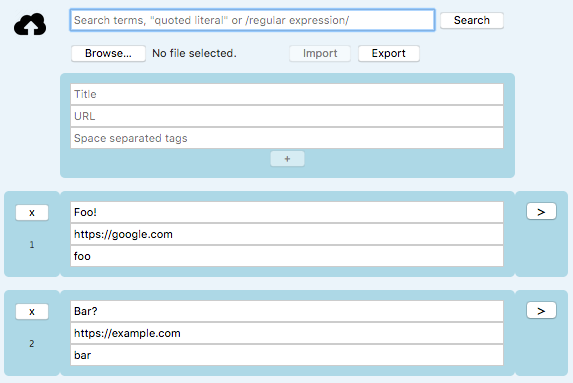 Search terms, "quoted literal" or /regular expression/ Search
Browse... No file selected. Import Export
Title
URL
Space separated tags
+
x Foo! >
https://google.com
1
foo
x Bar? >
https://example.com
2
bar